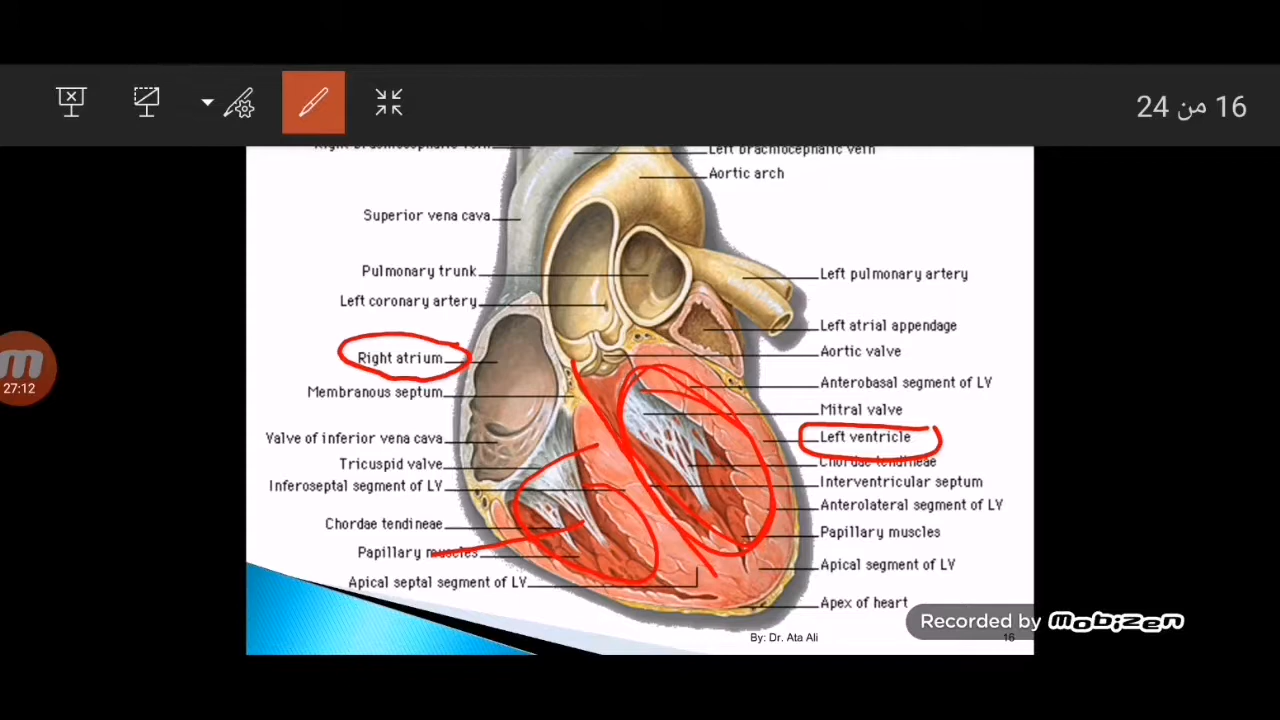 16 من 24
Left brachiocephalic vein
Aortic arch
Superior vena cava
Pulmonary trunk
Left pulmonary artery
Left coronary artery
Left atrial appendage
Aortic valve
Right atrium
Anterobasal segment of LV
Membranous septum
Mitral valve
Valve of inferior vena cava
Left ventricle
Tricuspid valve
Chordae tendineae
Inferoseptal segment of LV
Interventricular septum
Anterolateral segment of LV
Chordae tendineae
Papillary muscles
Papillary muscles
Apical segment of LV
Apical septal segment of LV
Apex of heart
m
27:12
Recorded by mobizen
By: Dr. Ata Ali
16